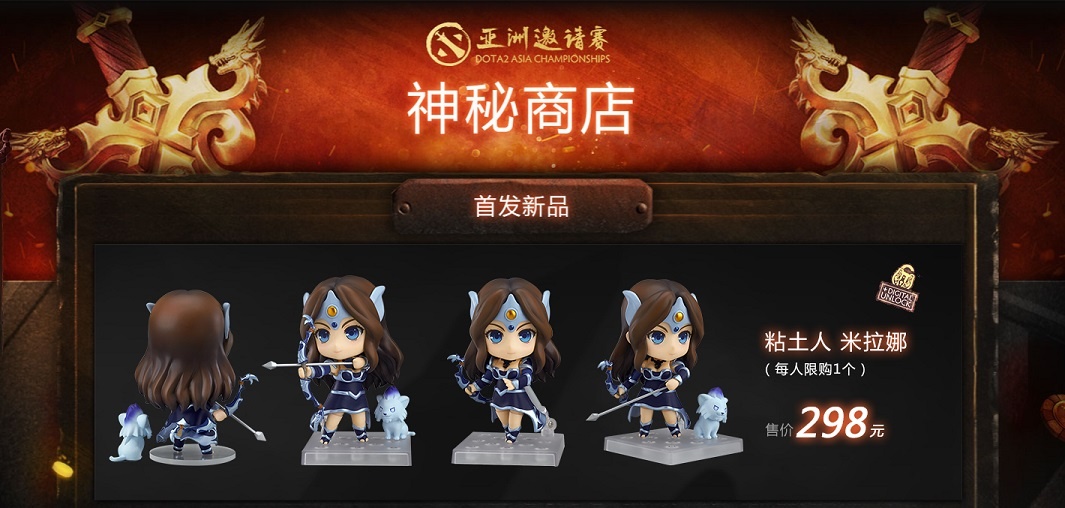 亚洲邀请赛
DOTA2 ASIA CHAMPIONSHIPS
神秘商店
首发新品
+DIGITAL
UNLOCK
粘土人 米拉娜
(每人限购1个)
售价298元